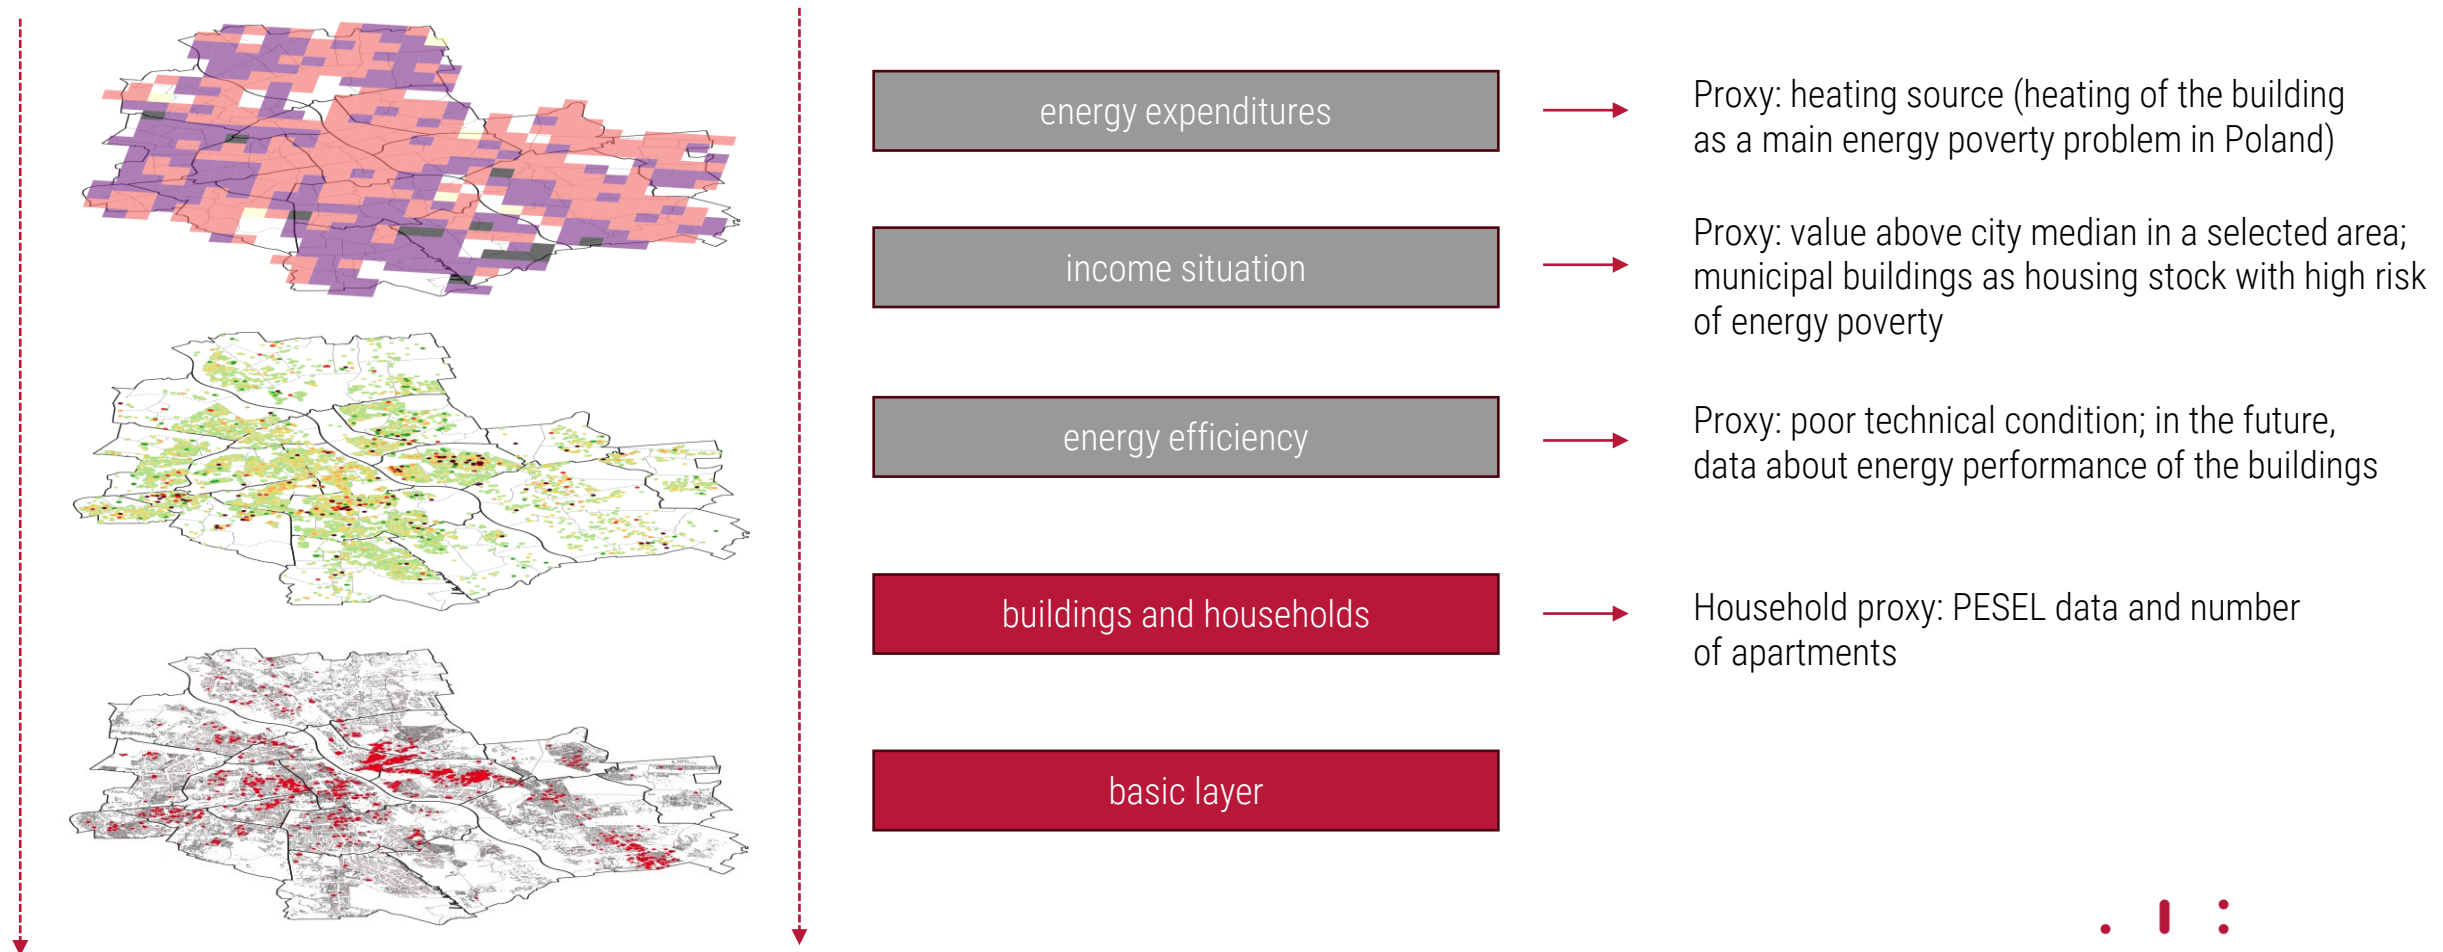 energy expenditures
Proxy: heating source (heating of the building
as a main energy poverty problem in Poland)
income situation
Proxy: value above city median in a selected area;
municipal buildings as housing stock with high risk
of energy poverty
energy efficiency
Proxy: poor technical condition; in the future,
data about energy performance of the buildings
buildings and households
Household proxy: PESEL data and number
of apartments
basic layer